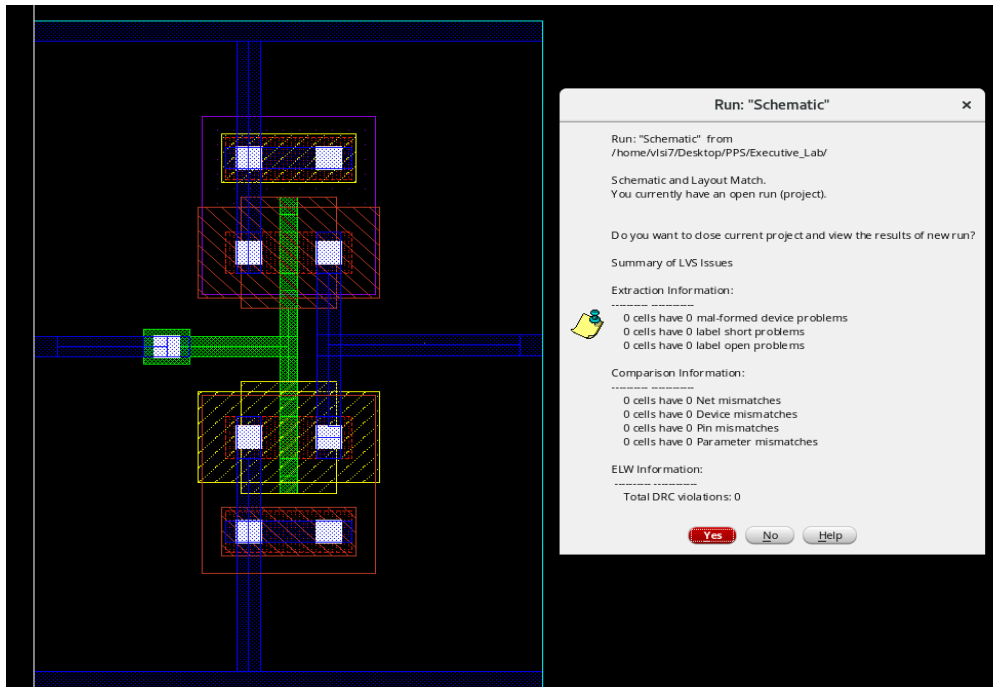 Run: "Schematic"
×
Run: "Schematic" from
/home/vlsi7/Desktop/PPS/Executive_Lab/
Schematic and Layout Match.
You currently have an open run (project).
Do you want to close current project and view the results of new run?
Summary of LVS Issues
Extraction Information:
---------- ------------
0 cells have 0 mal-formed device problems
0 cells have 0 label short problems
0 cells have 0 label open problems
Comparison Information:
---------- ------------
0 cells have 0 Net mismatches
0 cells have 0 Device mismatches
0 cells have 0 Pin mismatches
0 cells have 0 Parameter mismatches
ELW Information:
---------- ------------
Total DRC violations: 0
Yes No Help